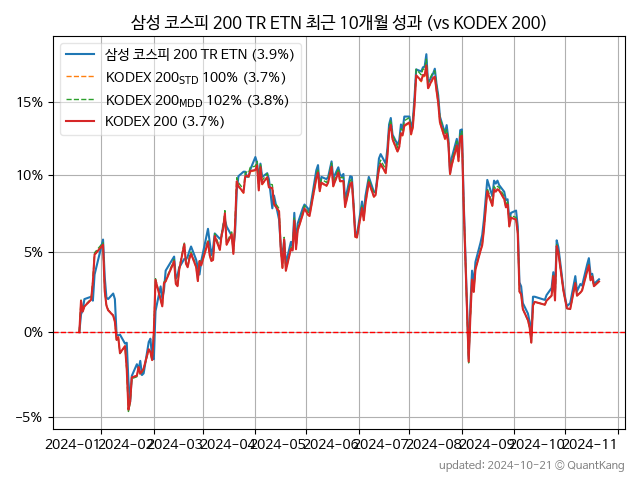 삼성 코스피 200 TR ETN 최근 10개월 성과 (vs KODEX 200)
삼성 코스피 200 TR ETN (3.9%)
KODEX 200STD 100% (3.7%)
KODEX 200MDD 102% (3.8%)
KODEX 200 (3.7%)
15%
10%
5%
0%
−5%
2024-01 2024-02 2024-03 2024-04 2024-05 2024-06 2024-07 2024-08 2024-09 2024-10 2024-11
updated: 2024-10-21 © QuantKang